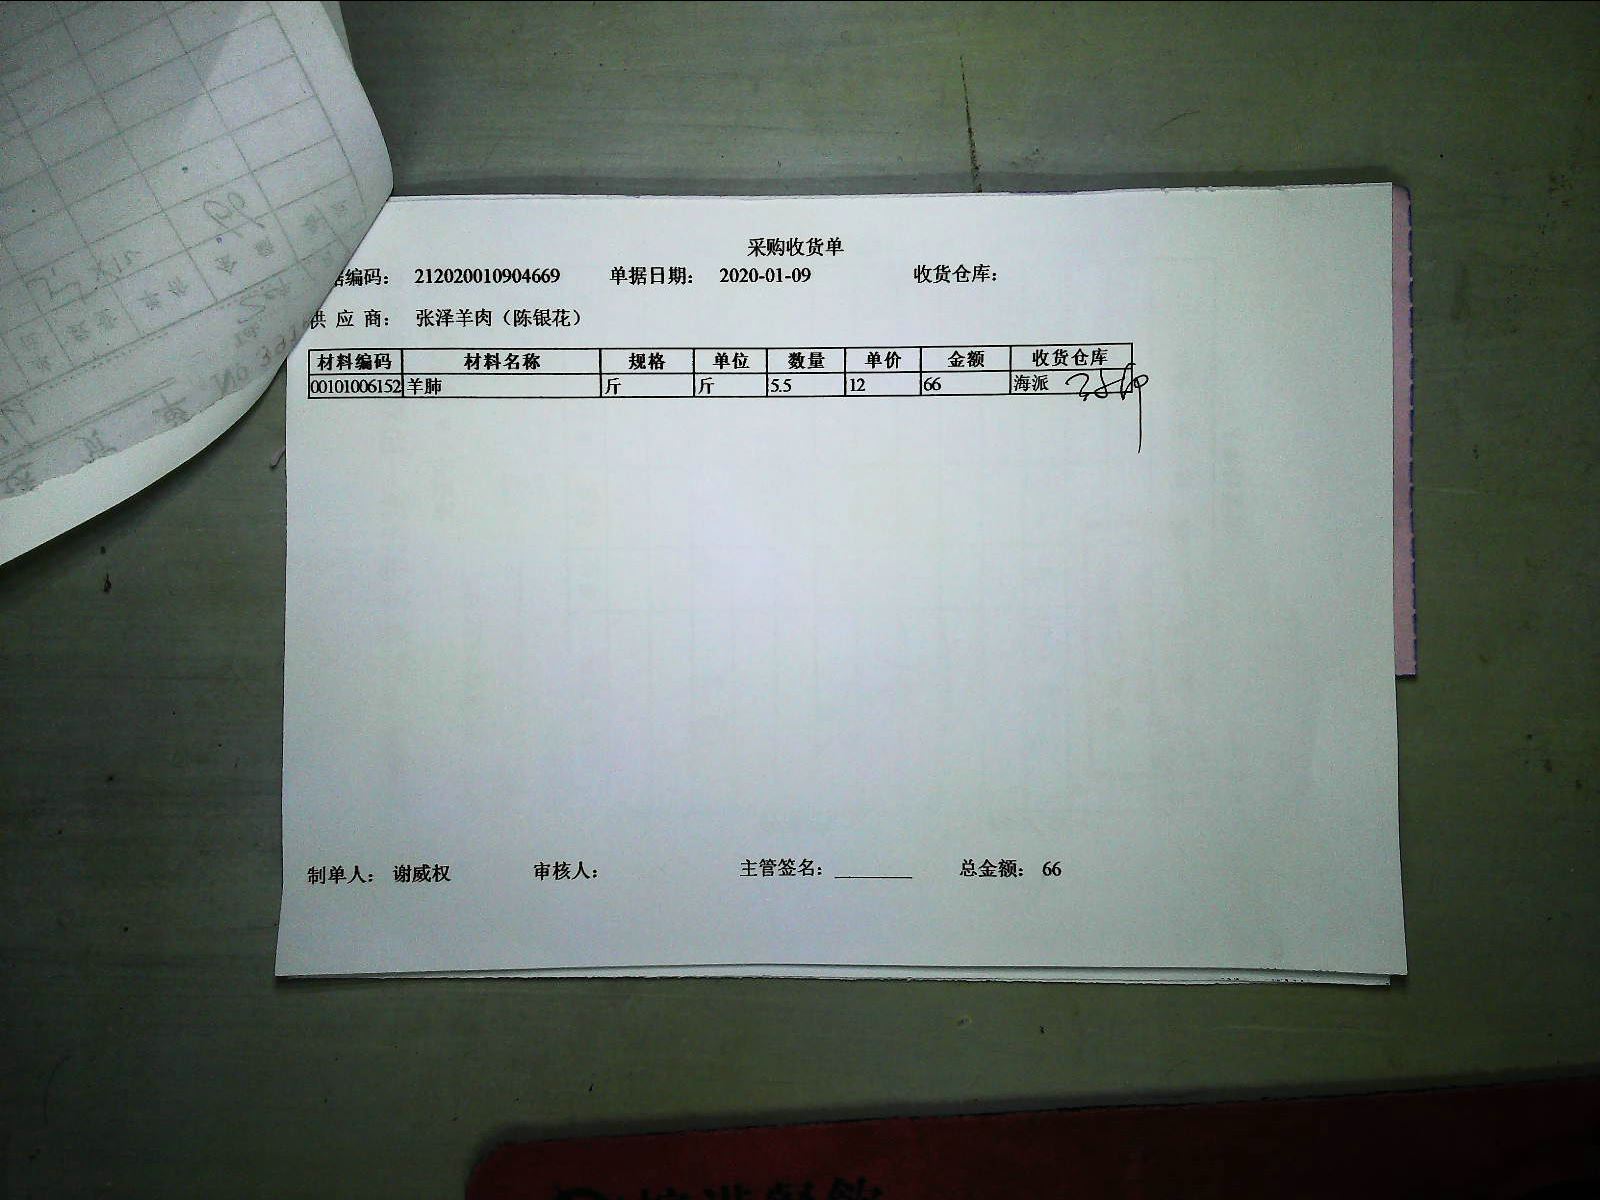 采购收货单
据编码： 212020010904669 单据日期： 2020-01-09 收货仓库：
供 应 商： 张泽羊肉（陈银花）
材料编码 材料名称 规格 单位 数量 单价 金额 收货仓库
00101006152 羊肺 斤 斤 5.5 12 66 海派
制单人： 谢威权 审核人： 主管签名： ________ 总金额： 66